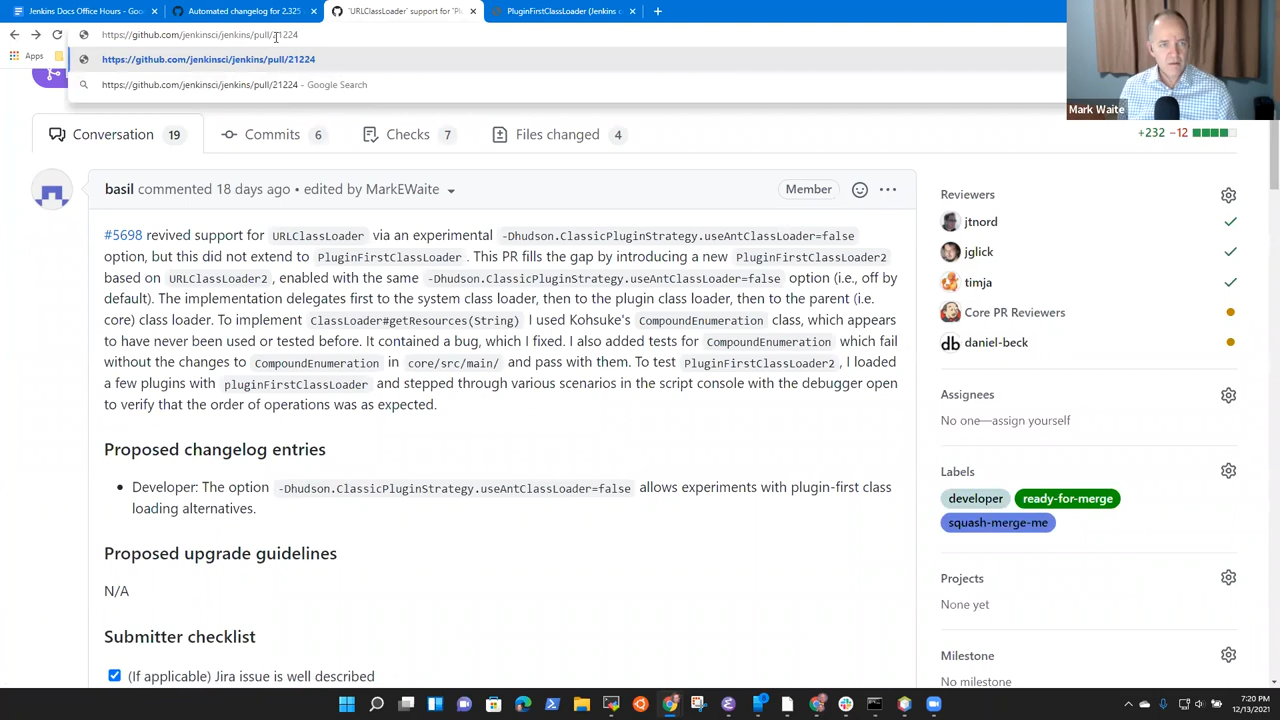 Jenkins Docs Office Hours - Goo
Automated changelog for 2.325
"URLClassLoader` support for `Pl
PluginFirstClassLoader (Jenkins c
https://github.com/jenkinsci/jenkins/pull/21224
Apps
https://github.com/jenkinsci/jenkins/pull/21224
https://github.com/jenkinsci/jenkins/pull/21224 - Google Search
Mark Waite
Conversation 19
Commits 6
Checks 7
Files changed 4
+232 −12
basil commented 18 days ago • edited by MarkEWaite
Member
#5698 revived support for URLClassLoader via an experimental -Dhudson.ClassicPluginStrategy.useAntClassLoader=false
option, but this did not extend to PluginFirstClassLoader . This PR fills the gap by introducing a new PluginFirstClassLoader2
based on URLClassLoader2 , enabled with the same -Dhudson.ClassicPluginStrategy.useAntClassLoader=false option (i.e., off by
default). The implementation delegates first to the system class loader, then to the plugin class loader, then to the parent (i.e.
core) class loader. To implement ClassLoader#getResources(String) I used Kohsuke's CompoundEnumeration class, which appears
to have never been used or tested before. It contained a bug, which I fixed. I also added tests for CompoundEnumeration which fail
without the changes to CompoundEnumeration in core/src/main/ and pass with them. To test PluginFirstClassLoader2 , I loaded
a few plugins with pluginFirstClassLoader and stepped through various scenarios in the script console with the debugger open
to verify that the order of operations was as expected.
Proposed changelog entries
• Developer: The option -Dhudson.ClassicPluginStrategy.useAntClassLoader=false allows experiments with plugin-first class
loading alternatives.
Proposed upgrade guidelines
N/A
Submitter checklist
(If applicable) Jira issue is well described
Reviewers
jtnord
jglick
timja
Core PR Reviewers
daniel-beck
Assignees
No one—assign yourself
Labels
developer ready-for-merge
squash-merge-me
Projects
None yet
Milestone
No milestone
7:20 PM
12/13/2021